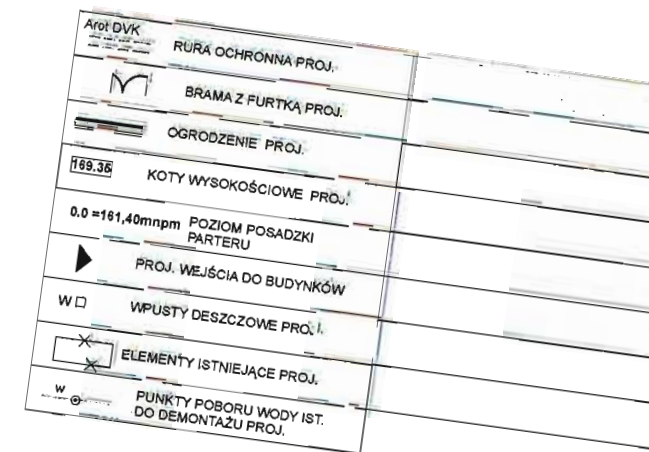 Arot DVK
RURA OCHRONNA PROJ.
BRAMA Z FURTKĄ PROJ.
OGRODZENIE PROJ.
169.35
KOTY WYSOKOŚCIOWE PROJ.
0.0 =161,40mnpm POZIOM POSADZKI
PARTERU
PROJ. WEJŚCIA DO BUDYNKÓW
W
WPUSTY DESZCZOWE PROJ.
ELEMENTY ISTNIEJĄCE PROJ.
W
PUNKTY POBORU WODY IST.
DO DEMONTAŻU PROJ.